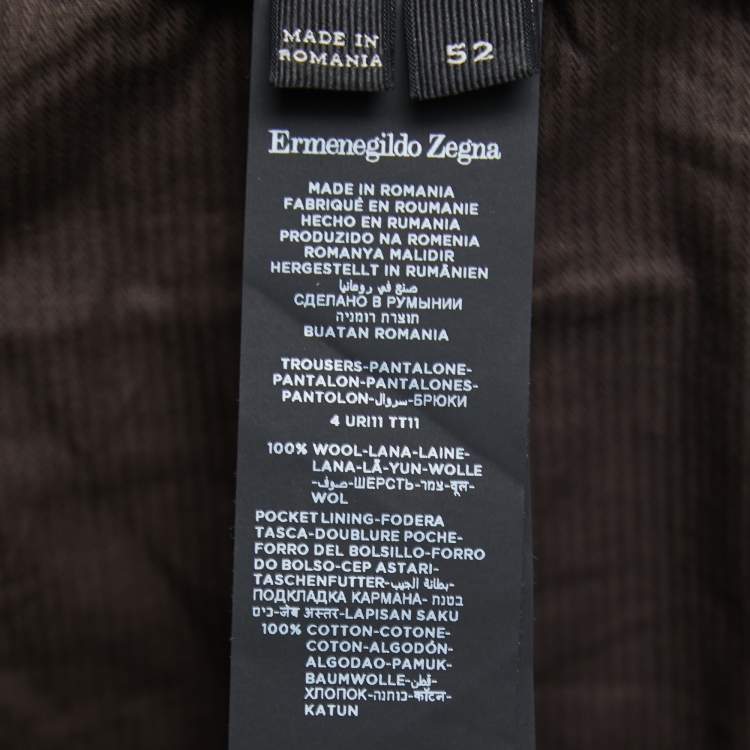 MADE IN
ROMANIA
52
Ermenegildo Zegna
MADE IN ROMANIA
FABRIQUÉ EN ROUMANIE
HECHO EN RUMANIA
PRODUZIDO NA ROMENIA
ROMANYA MALIDIR
HERGESTELLT IN RUMÄNIEN
صنع في رومانيا
СДЕЛАНО В РУМЫНИИ
תוצרת רומניה
BUATAN ROMANIA
TROUSERS-PANTALONE-
PANTALON-PANTALONES-
PANTOLON-سروال-БРЮКИ
4 URI11 TT11
100% WOOL-LANA-LAINE-
LANA-LÃ-YUN-WOLLE
-صوف-ШЕРСТЬ-צמר-वूल-
WOL
POCKET LINING-FODERA
TASCA-DOUBLURE POCHE-
FORRO DEL BOLSILLO-FORRO
DO BOLSO-CEP ASTARI-
TASCHENFUTTER-بطانة الجيب-
ПОДКЛАДКА КАРМАНА- בטנת
כיס-जेब अस्तर-LAPISAN SAKU
100% COTTON-COTONE-
COTON-ALGODÓN-
ALGODAO-PAMUK-
BAUMWOLLE-قطن-
ХЛОПОК-כותנה-कॉटन-
KATUN